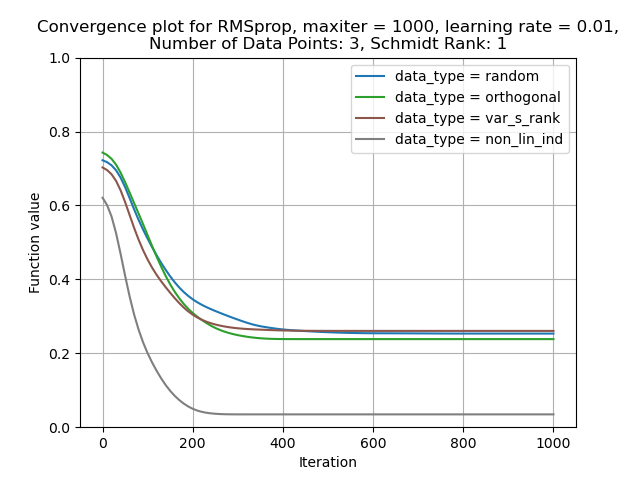 Convergence plot for RMSprop, maxiter = 1000, learning rate = 0.01,
Number of Data Points: 3, Schmidt Rank: 1
data_type = random
data_type = orthogonal
data_type = var_s_rank
data_type = non_lin_ind
Function value
1.0
0.8
0.6
0.4
0.2
0.0
0 200 400 600 800 1000
Iteration